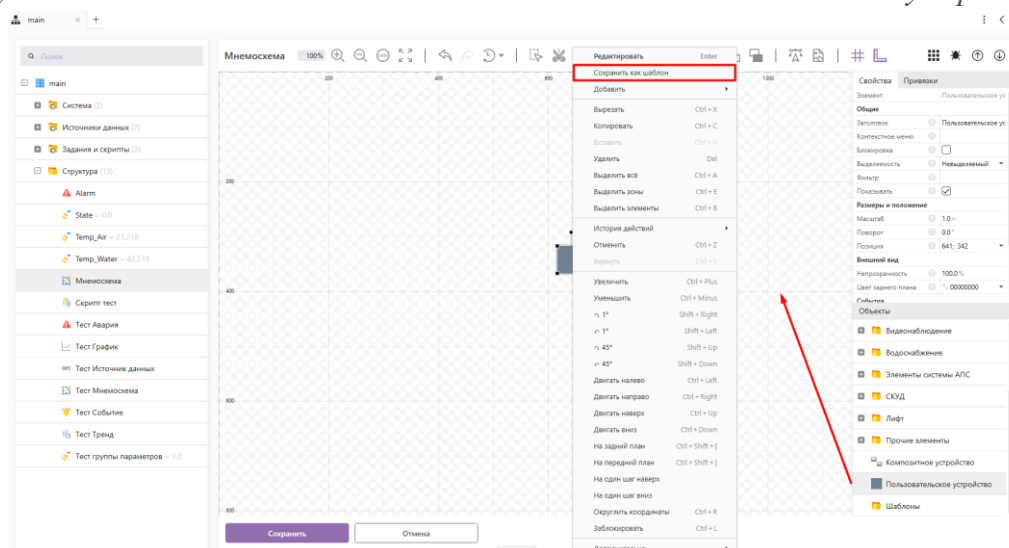 main × +
Поиск
main
Система (2)
Источники данных (7)
Задания и скрипты (2)
Структура (13)
Alarm
State = 0,0
Temp_Air = 23,218
Temp_Water = 42,273
Мнемосхема
Скрипт тест
Тест Авария
Тест График
Тест Источник данных
Тест Мнемосхема
Тест Событие
Тест Тренд
Тест группы параметров = 1,0
Мнемосхема 100%
200
400
600
1000
200
400
600
800
Редактировать Enter
Сохранить как шаблон
Добавить
Вырезать Ctrl + X
Копировать Ctrl + C
Вставить Ctrl + V
Удалить Del
Выделить всё Ctrl + A
Выделить зоны Ctrl + E
Выделить элементы Ctrl + B
История действий
Отменить Ctrl + Z
Вернуть Ctrl + Y
Увеличить Ctrl + Plus
Уменьшить Ctrl + Minus
1° Shift + Right
1° Shift + Left
45° Shift + Up
45° Shift + Down
Двигать налево Ctrl + Left
Двигать направо Ctrl + Right
Двигать наверх Ctrl + Up
Двигать вниз Ctrl + Down
На задний план Ctrl + Shift + [
На передний план Ctrl + Shift + ]
На один шаг наверх
На один шаг вниз
Округлить координаты Ctrl + R
Заблокировать Ctrl + L
Сохранить
Отмена
Свойства Привязки
Элемент Пользовательское ус
Общие
Заголовок Пользовательское ус
Контекстное меню
Блокировка
Выделяемость Невыделяемый
Фильтр
Показывать
Размеры и положение
Масштаб 1.0 ×
Поворот 0.0 °
Позиция 641; 342
Внешний вид
Непрозрачность 100.0 %
Цвет заднего плана 00000000
События
Объекты
Видеонаблюдение
Водоснабжение
Элементы системы АПС
СКУД
Лифт
Прочие элементы
Композитное устройство
Пользовательское устройство
Шаблоны